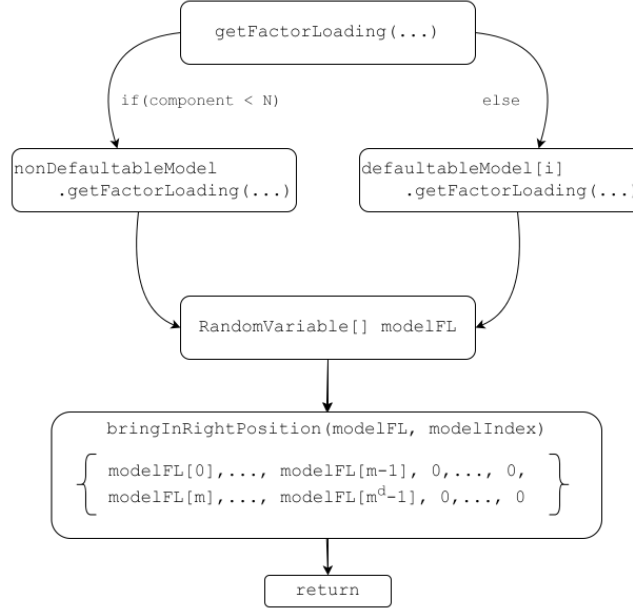 getFactorLoading(...)
if(component < N)
else
nonDefaultableModel
.getFactorLoading(...)
defaultableModel[i]
.getFactorLoading(...)
RandomVariable[] modelFL
bringInRightPosition(modelFL, modelIndex)
{ modelFL[0],..., modelFL[m-1], 0,..., 0,
modelFL[m],..., modelFL[mᵈ-1], 0,..., 0 }
return